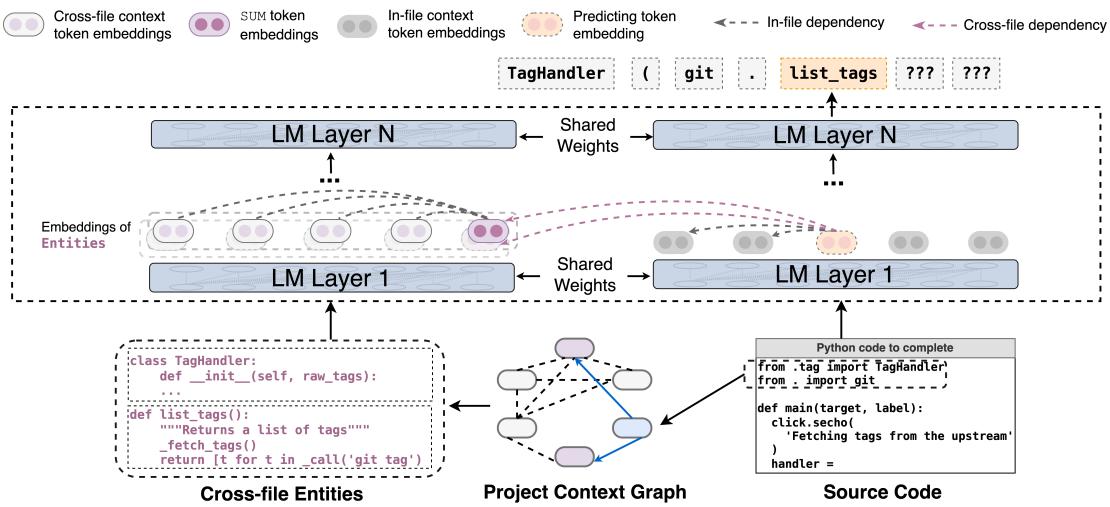 Cross-file context
token embeddings
SUM token
embeddings
In-file context
token embeddings
Predicting token
embedding
In-file dependency
Cross-file dependency
TagHandler ( git . list_tags ??? ???
LM Layer N
Shared
Weights
LM Layer N
...
...
Embeddings of
Entities
LM Layer 1
Shared
Weights
LM Layer 1
class TagHandler:
    def __init__(self, raw_tags):
    ...
def list_tags():
    """Returns a list of tags"""
    _fetch_tags()
    return [t for t in _call('git tag')
Cross-file Entities
Project Context Graph
Python code to complete
from .tag import TagHandler
from . import git
def main(target, label):
  click.secho(
    'Fetching tags from the upstream'
  )
  handler =
Source Code